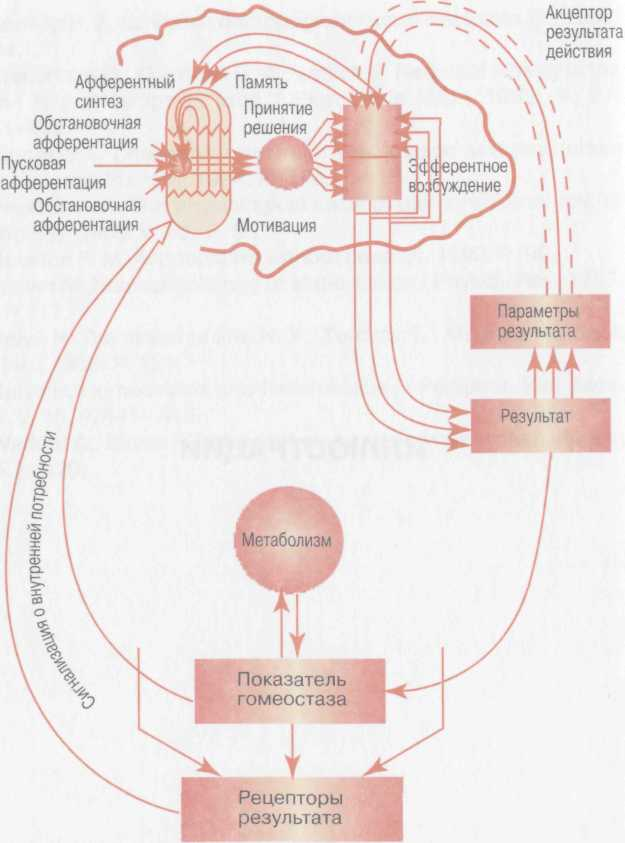 Акцептор
результата
действия
Афферентный
синтез
Память
Обстановочная
афферентация
Принятие
решения
Пусковая
афферентация
Эфферентное
возбуждение
Обстановочная
афферентация
Мотивация
Параметры
результата
Результат
Сигнализация о внутренней потребности
Метаболизм
Показатель
гомеостаза
Рецепторы
результата